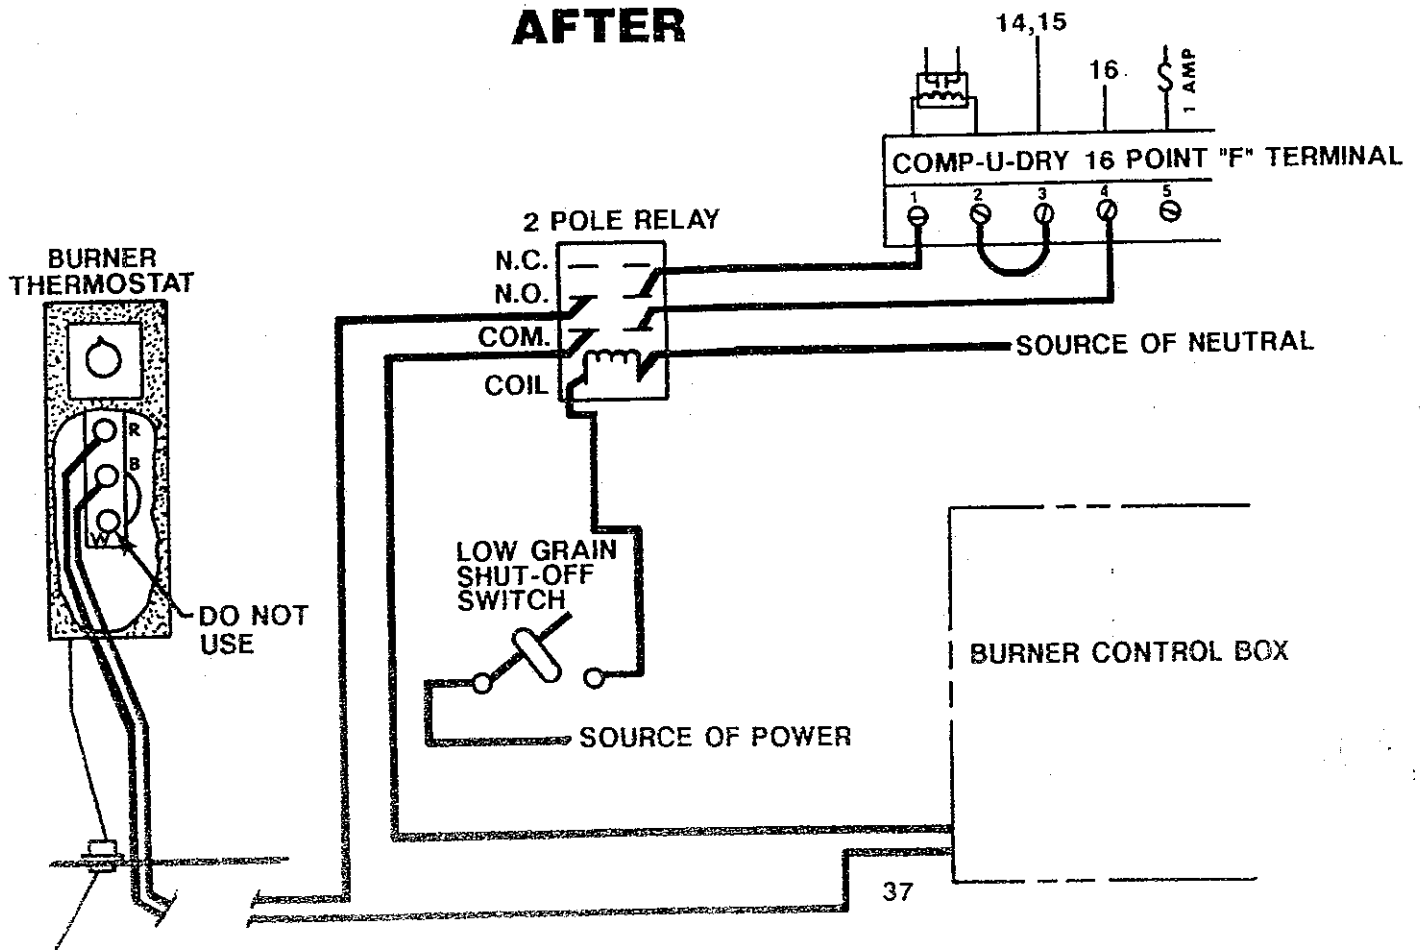 AFTER
14,15
16
1 AMP
COMP-U-DRY 16 POINT "F" TERMINAL
1 2 3 4 5
2 POLE RELAY
N.C.
N.O.
COM.
COIL
BURNER
THERMOSTAT
R
B
W
DO NOT
USE
SOURCE OF NEUTRAL
LOW GRAIN
SHUT-OFF
SWITCH
SOURCE OF POWER
BURNER CONTROL BOX
37